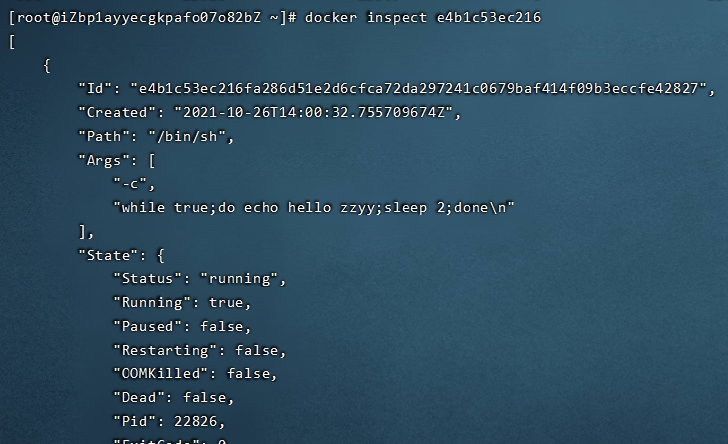 [root@iZbp1ayyecgkpafo07o82bZ ~]# docker inspect e4b1c53ec216
[
    {
        "Id": "e4b1c53ec216fa286d51e2d6cfca72da297241c0679baf414f09b3eccfe42827",
        "Created": "2021-10-26T14:00:32.755709674Z",
        "Path": "/bin/sh",
        "Args": [
            "-c",
            "while true;do echo hello zzyy;sleep 2;done\n"
        ],
        "State": {
            "Status": "running",
            "Running": true,
            "Paused": false,
            "Restarting": false,
            "OOMKilled": false,
            "Dead": false,
            "Pid": 22826,
            "ExitCode": 0,